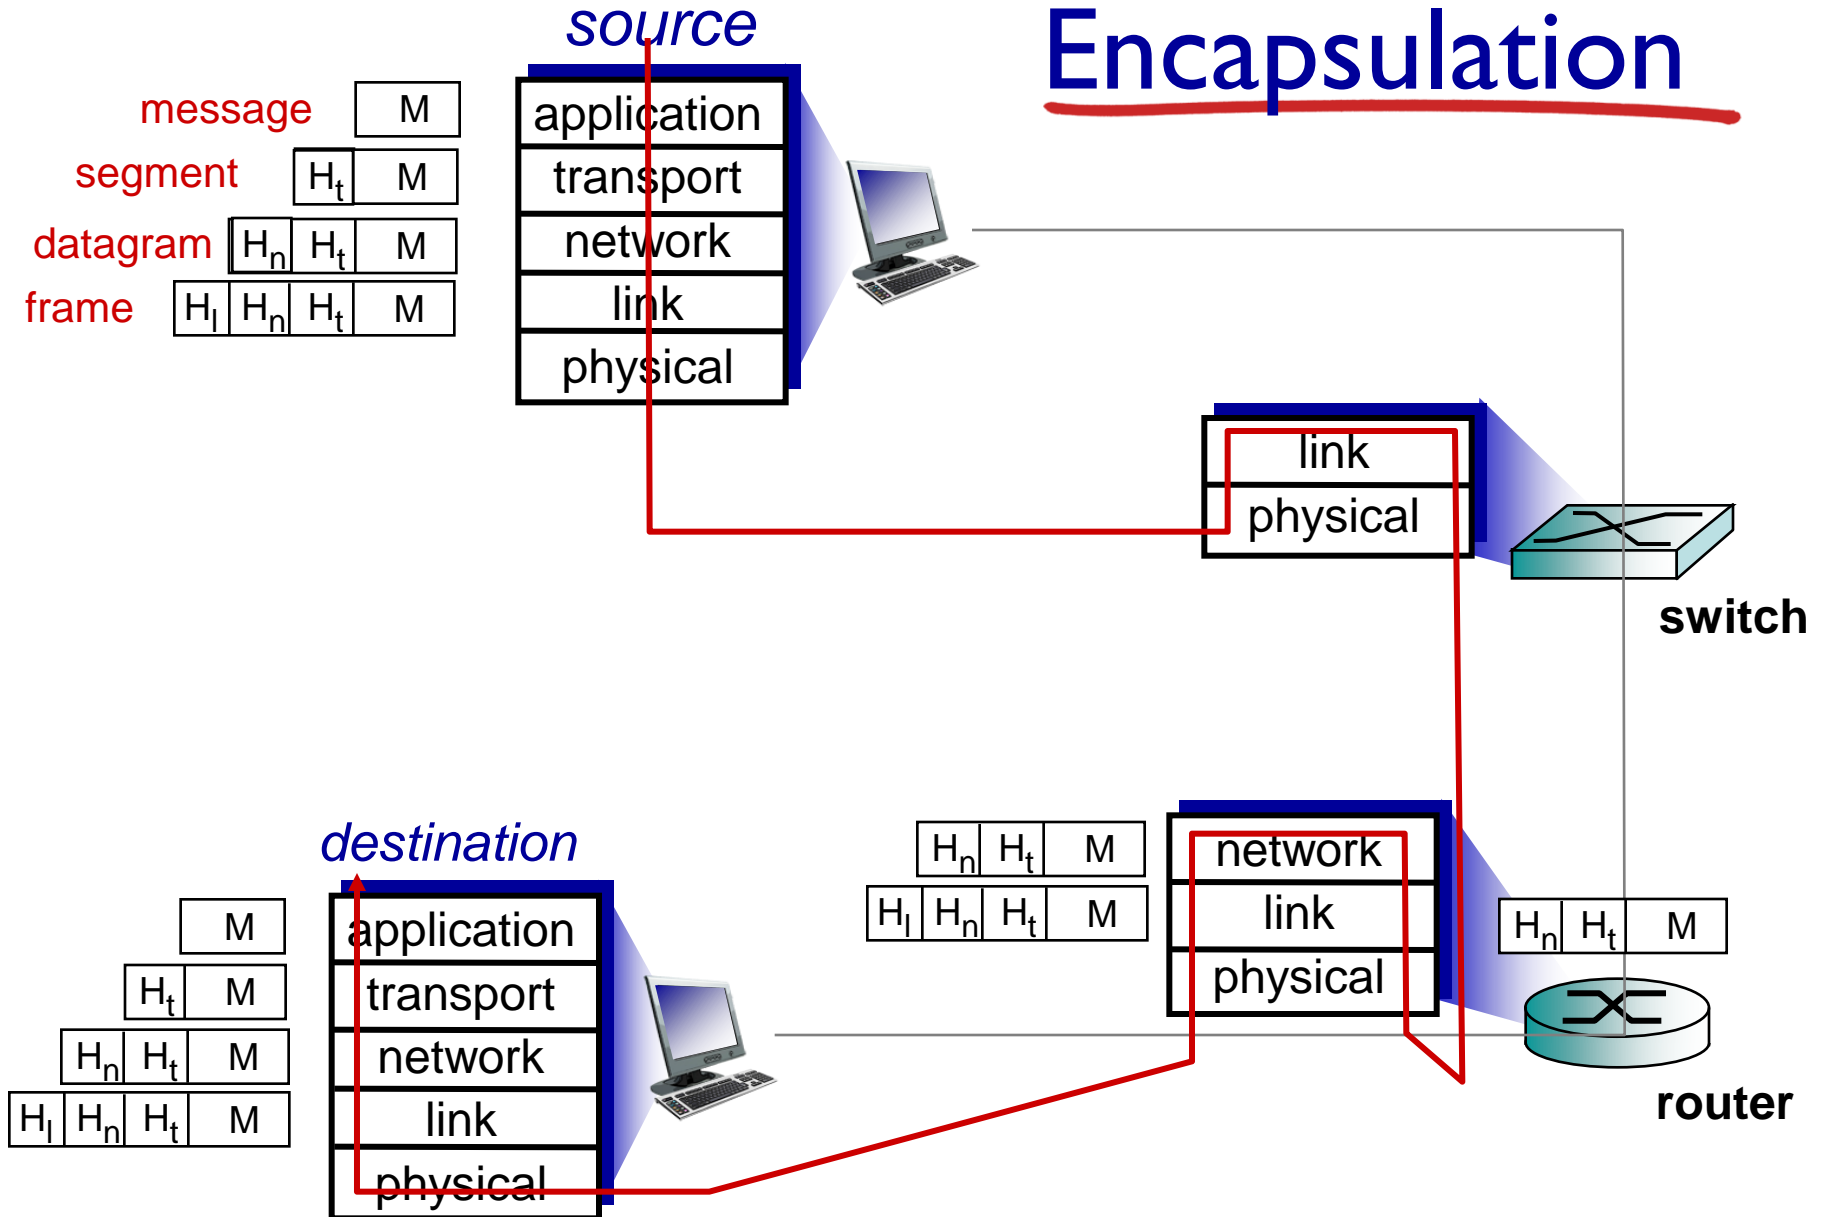 source
Encapsulation
message M
segment Ht M
datagram Hn Ht M
frame Hl Hn Ht M
application
transport
network
link
physical
link
physical
switch
destination
M
Ht M
Hn Ht M
Hl Hn Ht M
application
transport
network
link
physical
Hn Ht M
Hl Hn Ht M
network
link
physical
Hn Ht M
router